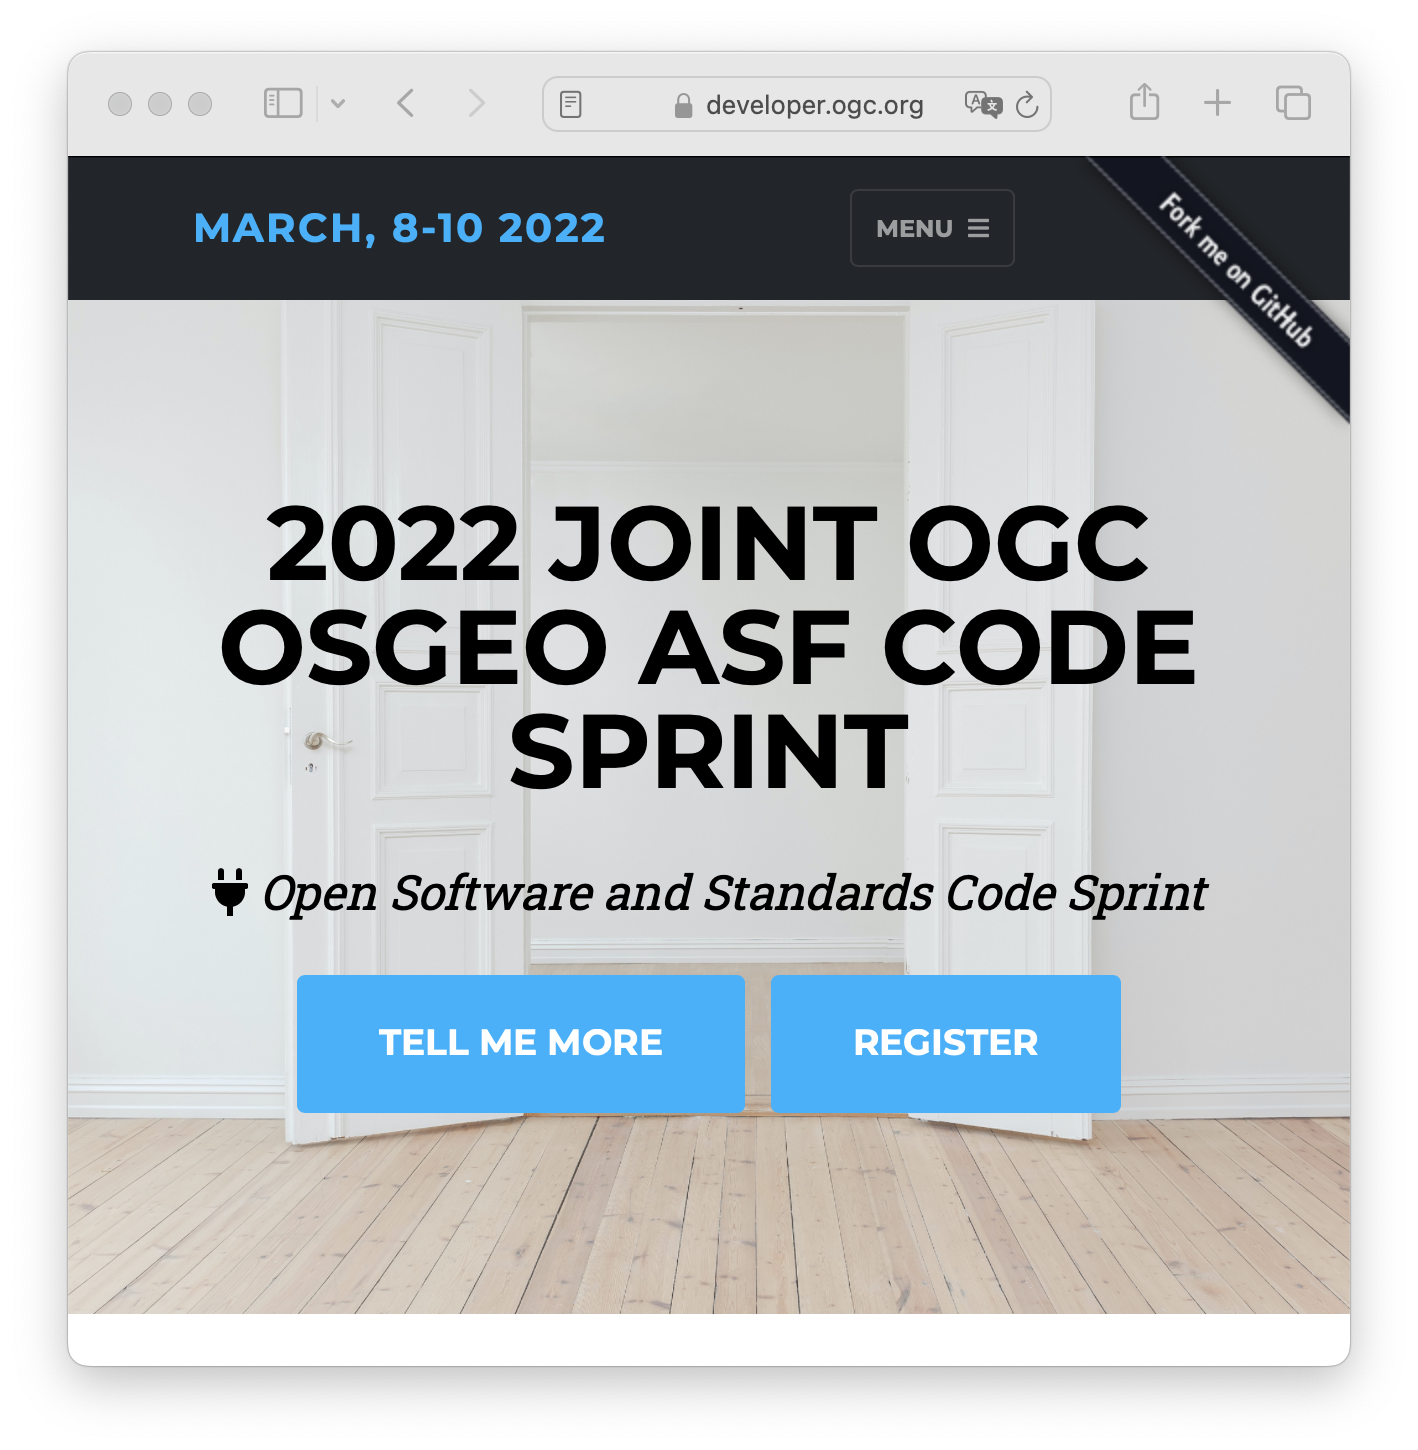 developer.ogc.org
MARCH, 8-10 2022
MENU
Fork me on GitHub
2022 JOINT OGC
OSGEO ASF CODE
SPRINT
Open Software and Standards Code Sprint
TELL ME MORE
REGISTER